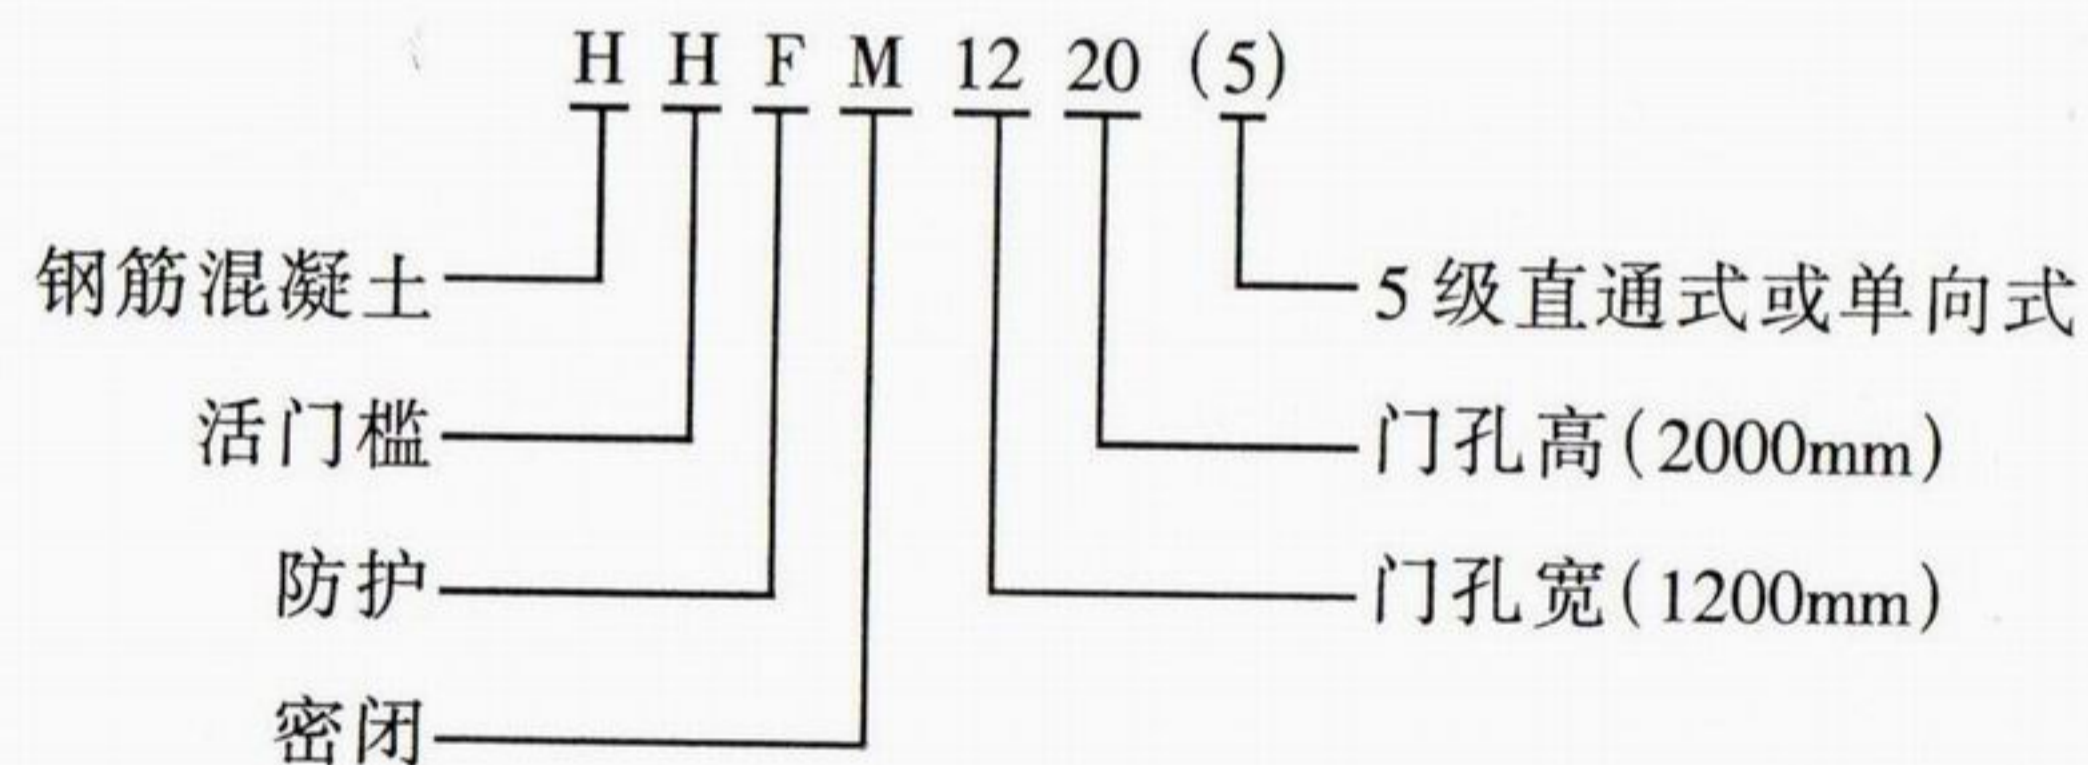 H H F M 12 20 (5)
钢筋混凝土
5级直通式或单向式
活门槛
门孔高(2000mm)
防护
门孔宽(1200mm)
密闭